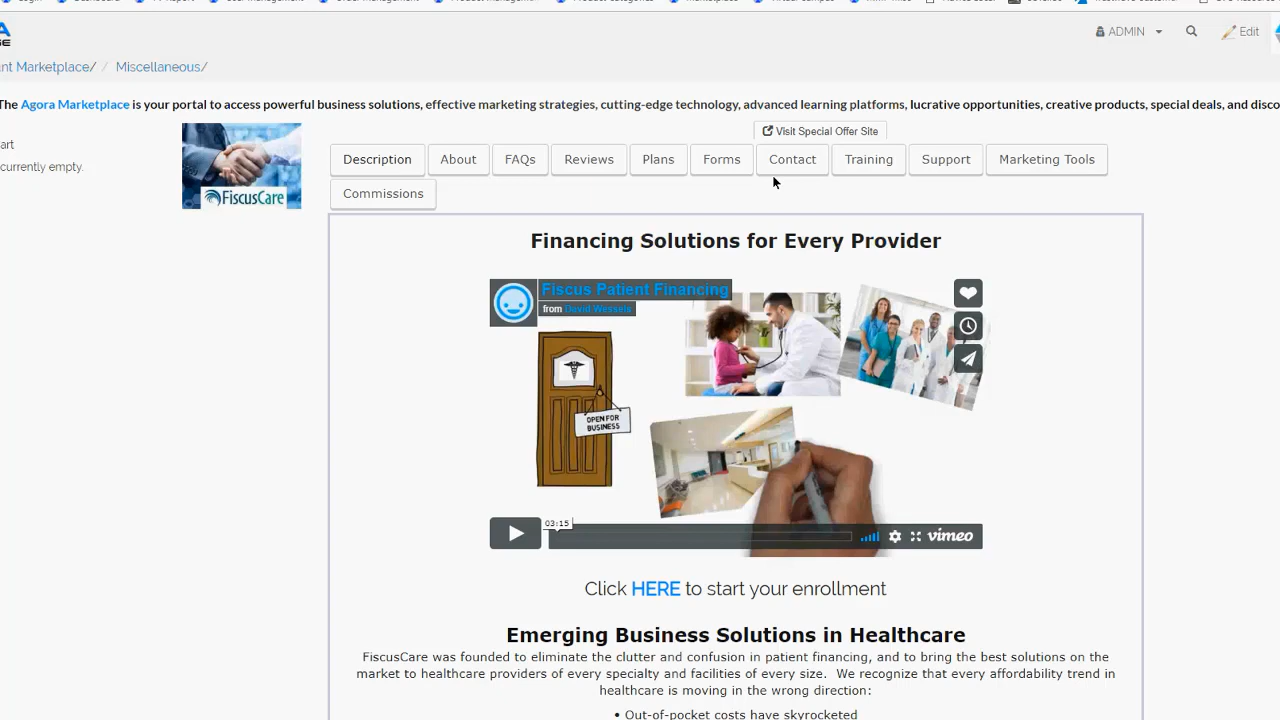 ADMIN
Edit
nt Marketplace/ / Miscellaneous/
The Agora Marketplace is your portal to access powerful business solutions, effective marketing strategies, cutting-edge technology, advanced learning platforms, lucrative opportunities, creative products, special deals, and disco
art
currently empty.
FiscusCare
Visit Special Offer Site
Description About FAQs Reviews Plans Forms Contact Training Support Marketing Tools
Commissions
Financing Solutions for Every Provider
Fiscus Patient Financing
from David Wessels
OPEN FOR
BUSINESS
03:15
vimeo
Click HERE to start your enrollment
Emerging Business Solutions in Healthcare
FiscusCare was founded to eliminate the clutter and confusion in patient financing, and to bring the best solutions on the
market to healthcare providers of every specialty and facilities of every size. We recognize that every affordability trend in
healthcare is moving in the wrong direction:
• Out-of-pocket costs have skyrocketed